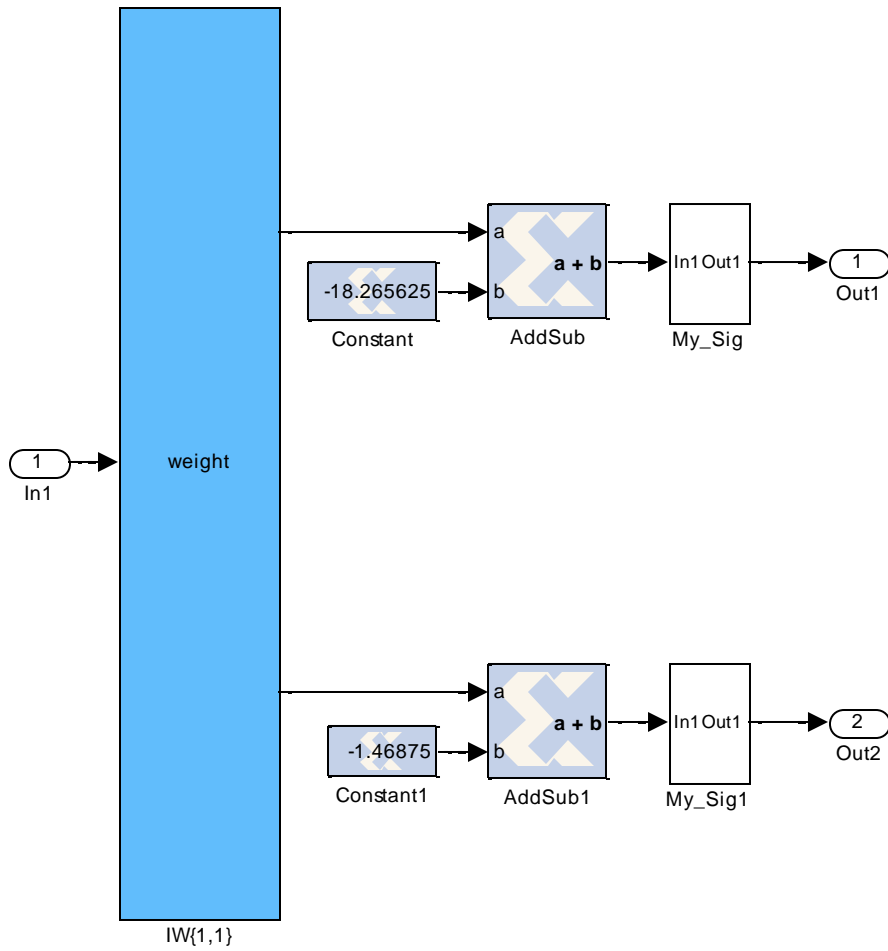 a
a + b
In1 Out1
1
Out1
-18.265625
b
Constant
AddSub
My_Sig
1
In1
weight
a
a + b
In1 Out1
2
Out2
-1.46875
b
Constant1
AddSub1
My_Sig1
IW{1,1}